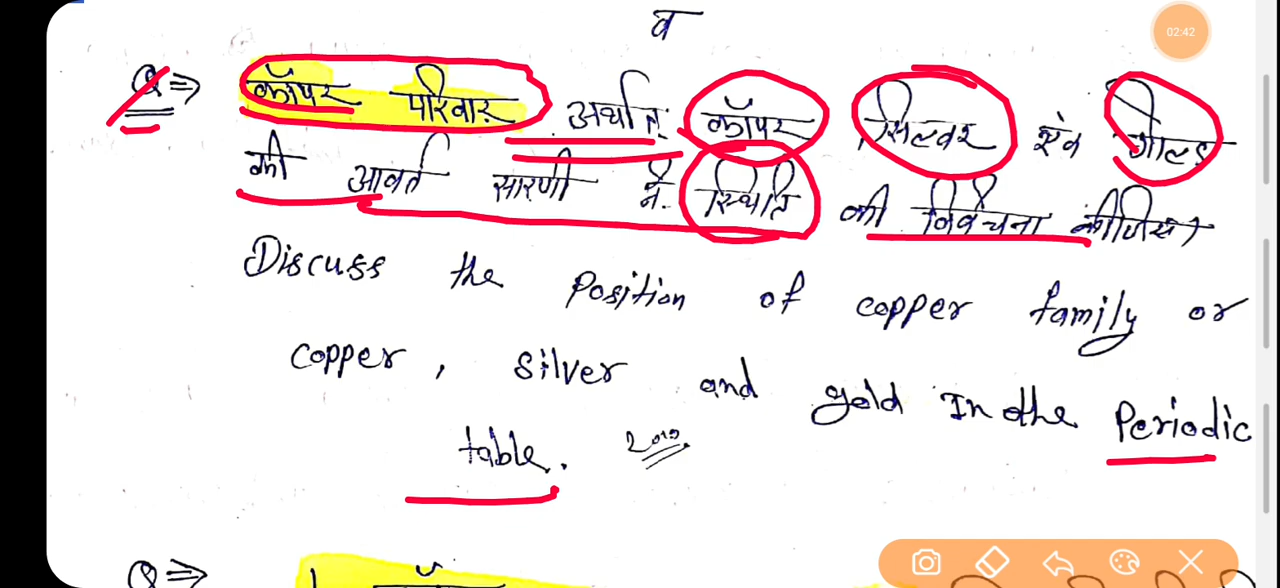 व
02:42
Q⇒ कॉपर परिवार अर्थात् कॉपर, सिल्वर एंव गोल्ड
की आवर्त सारणी में स्थिति की विवेचना कीजिए।
Discuss the Position of copper family or
copper, silver and gold In the Periodic
table. 2019
Q⇒